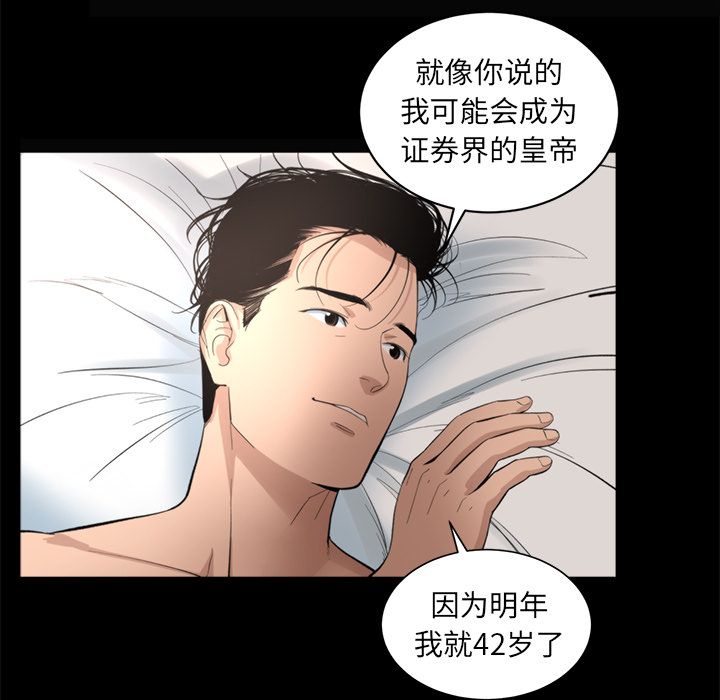 就像你说的
我可能会成为
证券界的皇帝
因为明年
我就42岁了